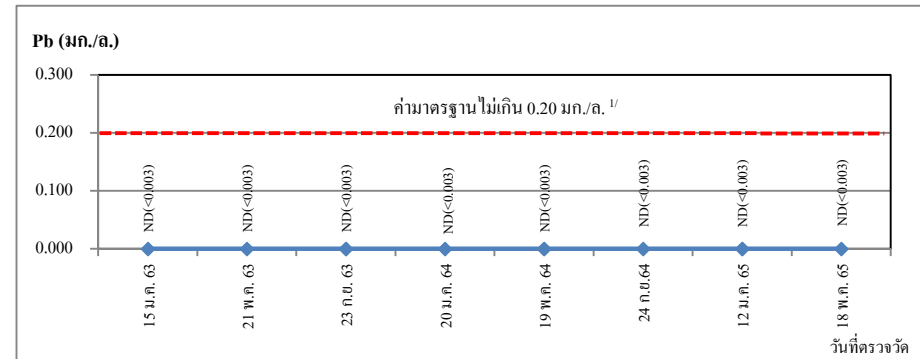 Pb (มก./ล.)
0.300
ค่ามาตรฐานไม่เกิน 0.20 มก./ล. 1/
0.200
0.100
0.000
ND(<0.003)
ND(<0.003)
ND(<0.003)
ND(<0.003)
ND(<0.003)
ND(<0.003)
ND(<0.003)
ND(<0.003)
15 ม.ค. 63
21 พ.ค. 63
23 ก.ย. 63
20 ม.ค. 64
19 พ.ค. 64
24 ก.ย.64
12 ม.ค. 65
18 พ.ค. 65
วันที่ตรวจวัด